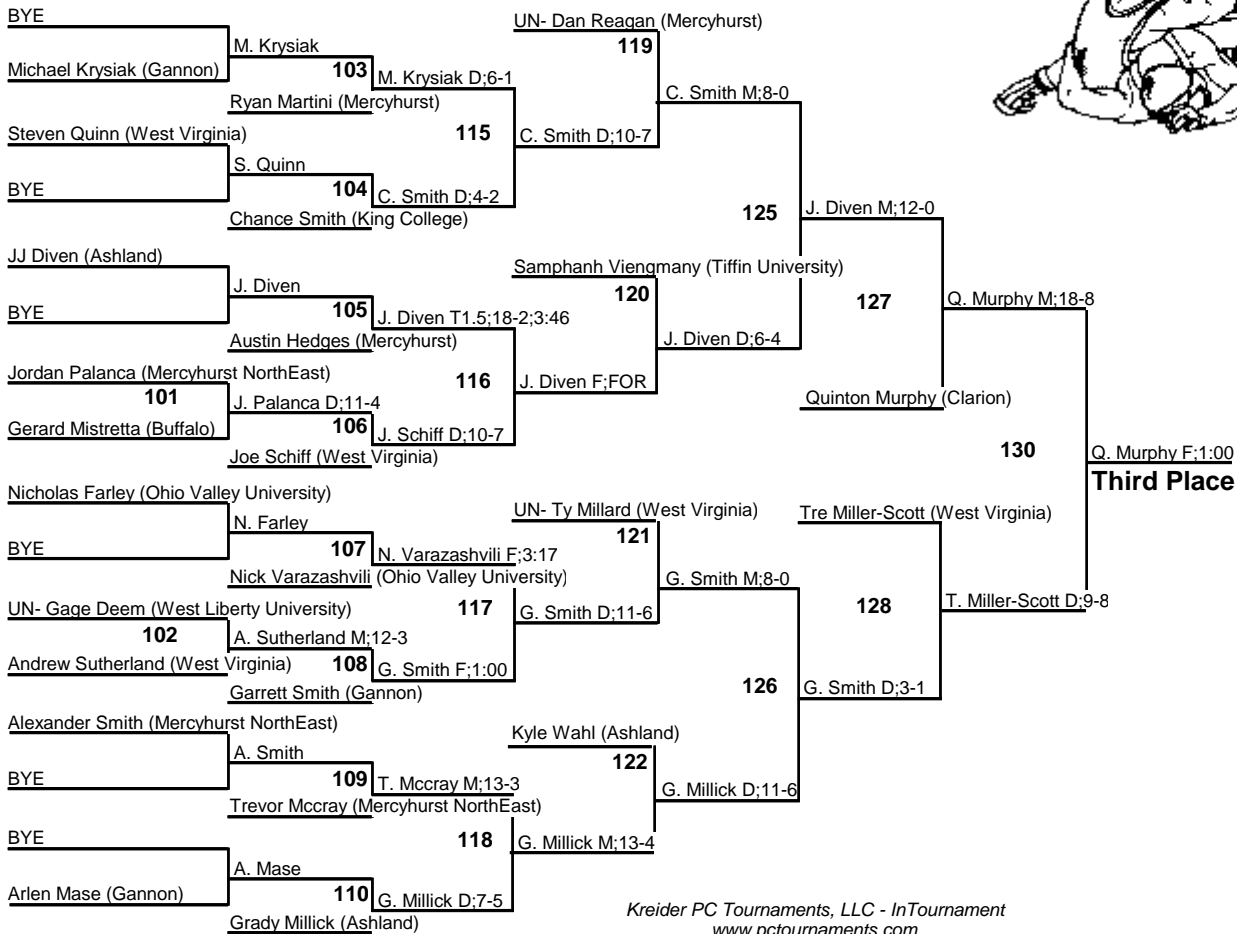 BYE
UN- Dan Reagan (Mercyhurst)
M. Krysiak
119
Michael Krysiak (Gannon)
103
M. Krysiak D;6-1
C. Smith M;8-0
Ryan Martini (Mercyhurst)
Steven Quinn (West Virginia)
115
C. Smith D;10-7
S. Quinn
BYE
104
C. Smith D;4-2
125
J. Diven M;12-0
Chance Smith (King College)
JJ Diven (Ashland)
Samphanh Viengmany (Tiffin University)
J. Diven
120
127
Q. Murphy M;18-8
BYE
105
J. Diven T1.5;18-2;3:46
Austin Hedges (Mercyhurst)
J. Diven D;6-4
Jordan Palanca (Mercyhurst NorthEast)
116
J. Diven F;FOR
101
J. Palanca D;11-4
Quinton Murphy (Clarion)
Gerard Mistretta (Buffalo)
106
J. Schiff D;10-7
Joe Schiff (West Virginia)
130
Q. Murphy F;1:00
Third Place
Nicholas Farley (Ohio Valley University)
UN- Ty Millard (West Virginia)
Tre Miller-Scott (West Virginia)
N. Farley
121
BYE
107
N. Varazashvili F;3:17
Nick Varazashvili (Ohio Valley University)
G. Smith M;8-0
UN- Gage Deem (West Liberty University)
117
G. Smith D;11-6
128
T. Miller-Scott D;9-8
102
A. Sutherland M;12-3
Andrew Sutherland (West Virginia)
108
G. Smith F;1:00
Garrett Smith (Gannon)
126
G. Smith D;3-1
Alexander Smith (Mercyhurst NorthEast)
Kyle Wahl (Ashland)
A. Smith
122
BYE
109
T. Mccray M;13-3
G. Millick D;11-6
Trevor Mccray (Mercyhurst NorthEast)
BYE
118
G. Millick M;13-4
A. Mase
Arlen Mase (Gannon)
110
G. Millick D;7-5
Grady Millick (Ashland)
Kreider PC Tournaments, LLC - InTournament
www.pctournaments.com